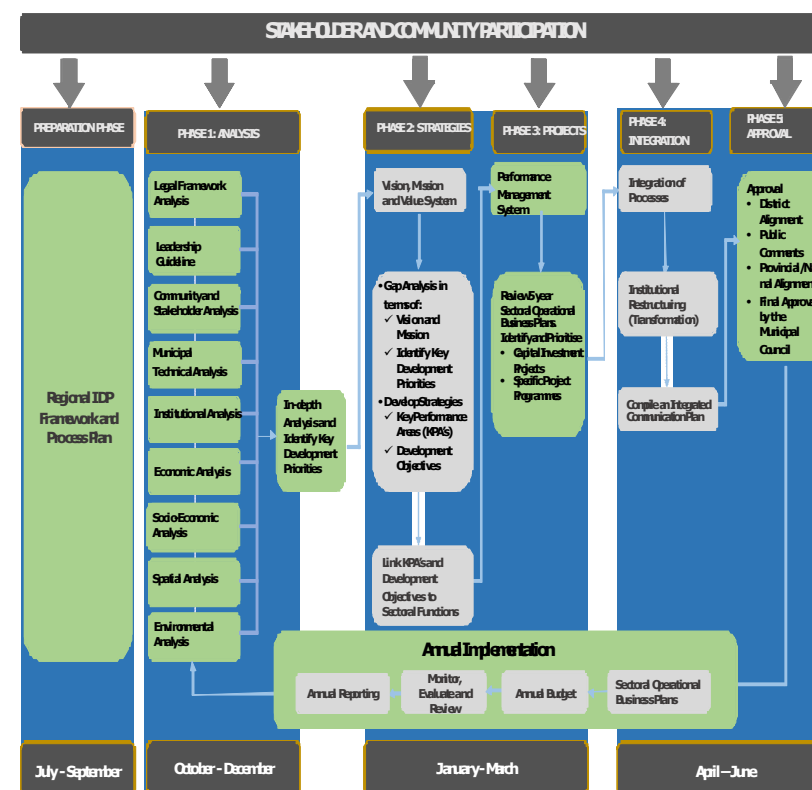 STAKEHOLDER AND COMMUNITY PARTICIPATION
PREPARATION PHASE
PHASE 1: ANALYSIS
PHASE 2: STRATEGIES
PHASE 3: PROJECTS
PHASE 4:
INTEGRATION
PHASE 5:
APPROVAL
Regional IDP
Framework and
Process Plan
Legal Framework
Analysis
Leadership
Guideline
Community and
Stakeholder Analysis
Municipal
Technical Analysis
Institutional Analysis
Economic Analysis
Socio-Economic
Analysis
Spatial Analysis
Environmental
Analysis
In-depth
Analysis and
Identify Key
Development
Priorities
Vision, Mission
and Value System
• Gap Analysis in
terms of:
✓ Vision and
Mission
✓ Identify Key
Development
Priorities
• Develop Strategies
✓ Key Performance
Areas (KPA's)
✓ Development
Objectives
Link KPA's and
Development
Objectives to
Sectoral Functions
Performance
Management
System
Review 5 year
Sectoral Operational
Business Plans.
Identify and Prioritise
• Capital Investment
Projects
• Specific Project
Programmes
Integration of
Processes
Institutional
Restructuring
(Transformation)
Compile an Integrated
Communication Plan
Approval
• District
Alignment
• Public
Comments
• Provincial/N
nal Alignment
• Final Approva
by the
Municipal
Council
Annual Implementation
Annual Reporting
Monitor,
Evaluate and
Review
Annual Budget
Sectoral Operational
Business Plans
July - September
October - December
January - March
April – June